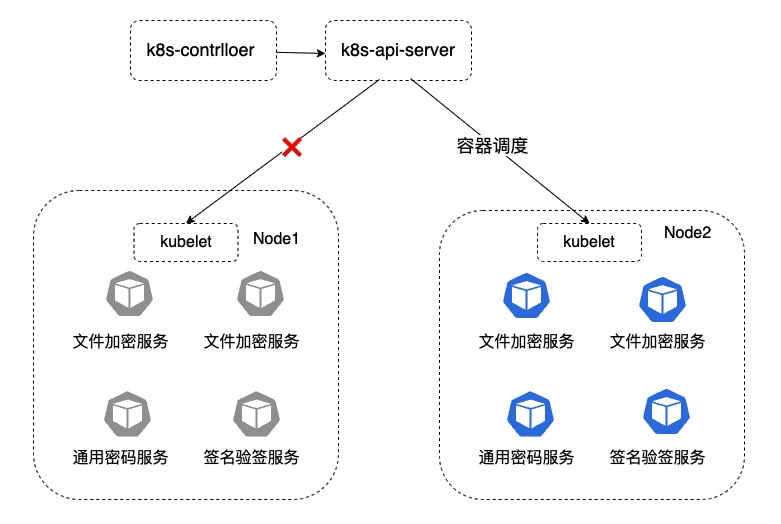 k8s-contrlloer
k8s-api-server
容器调度
kubelet
Node1
文件加密服务
文件加密服务
通用密码服务
签名验签服务
kubelet
Node2
文件加密服务
文件加密服务
通用密码服务
签名验签服务